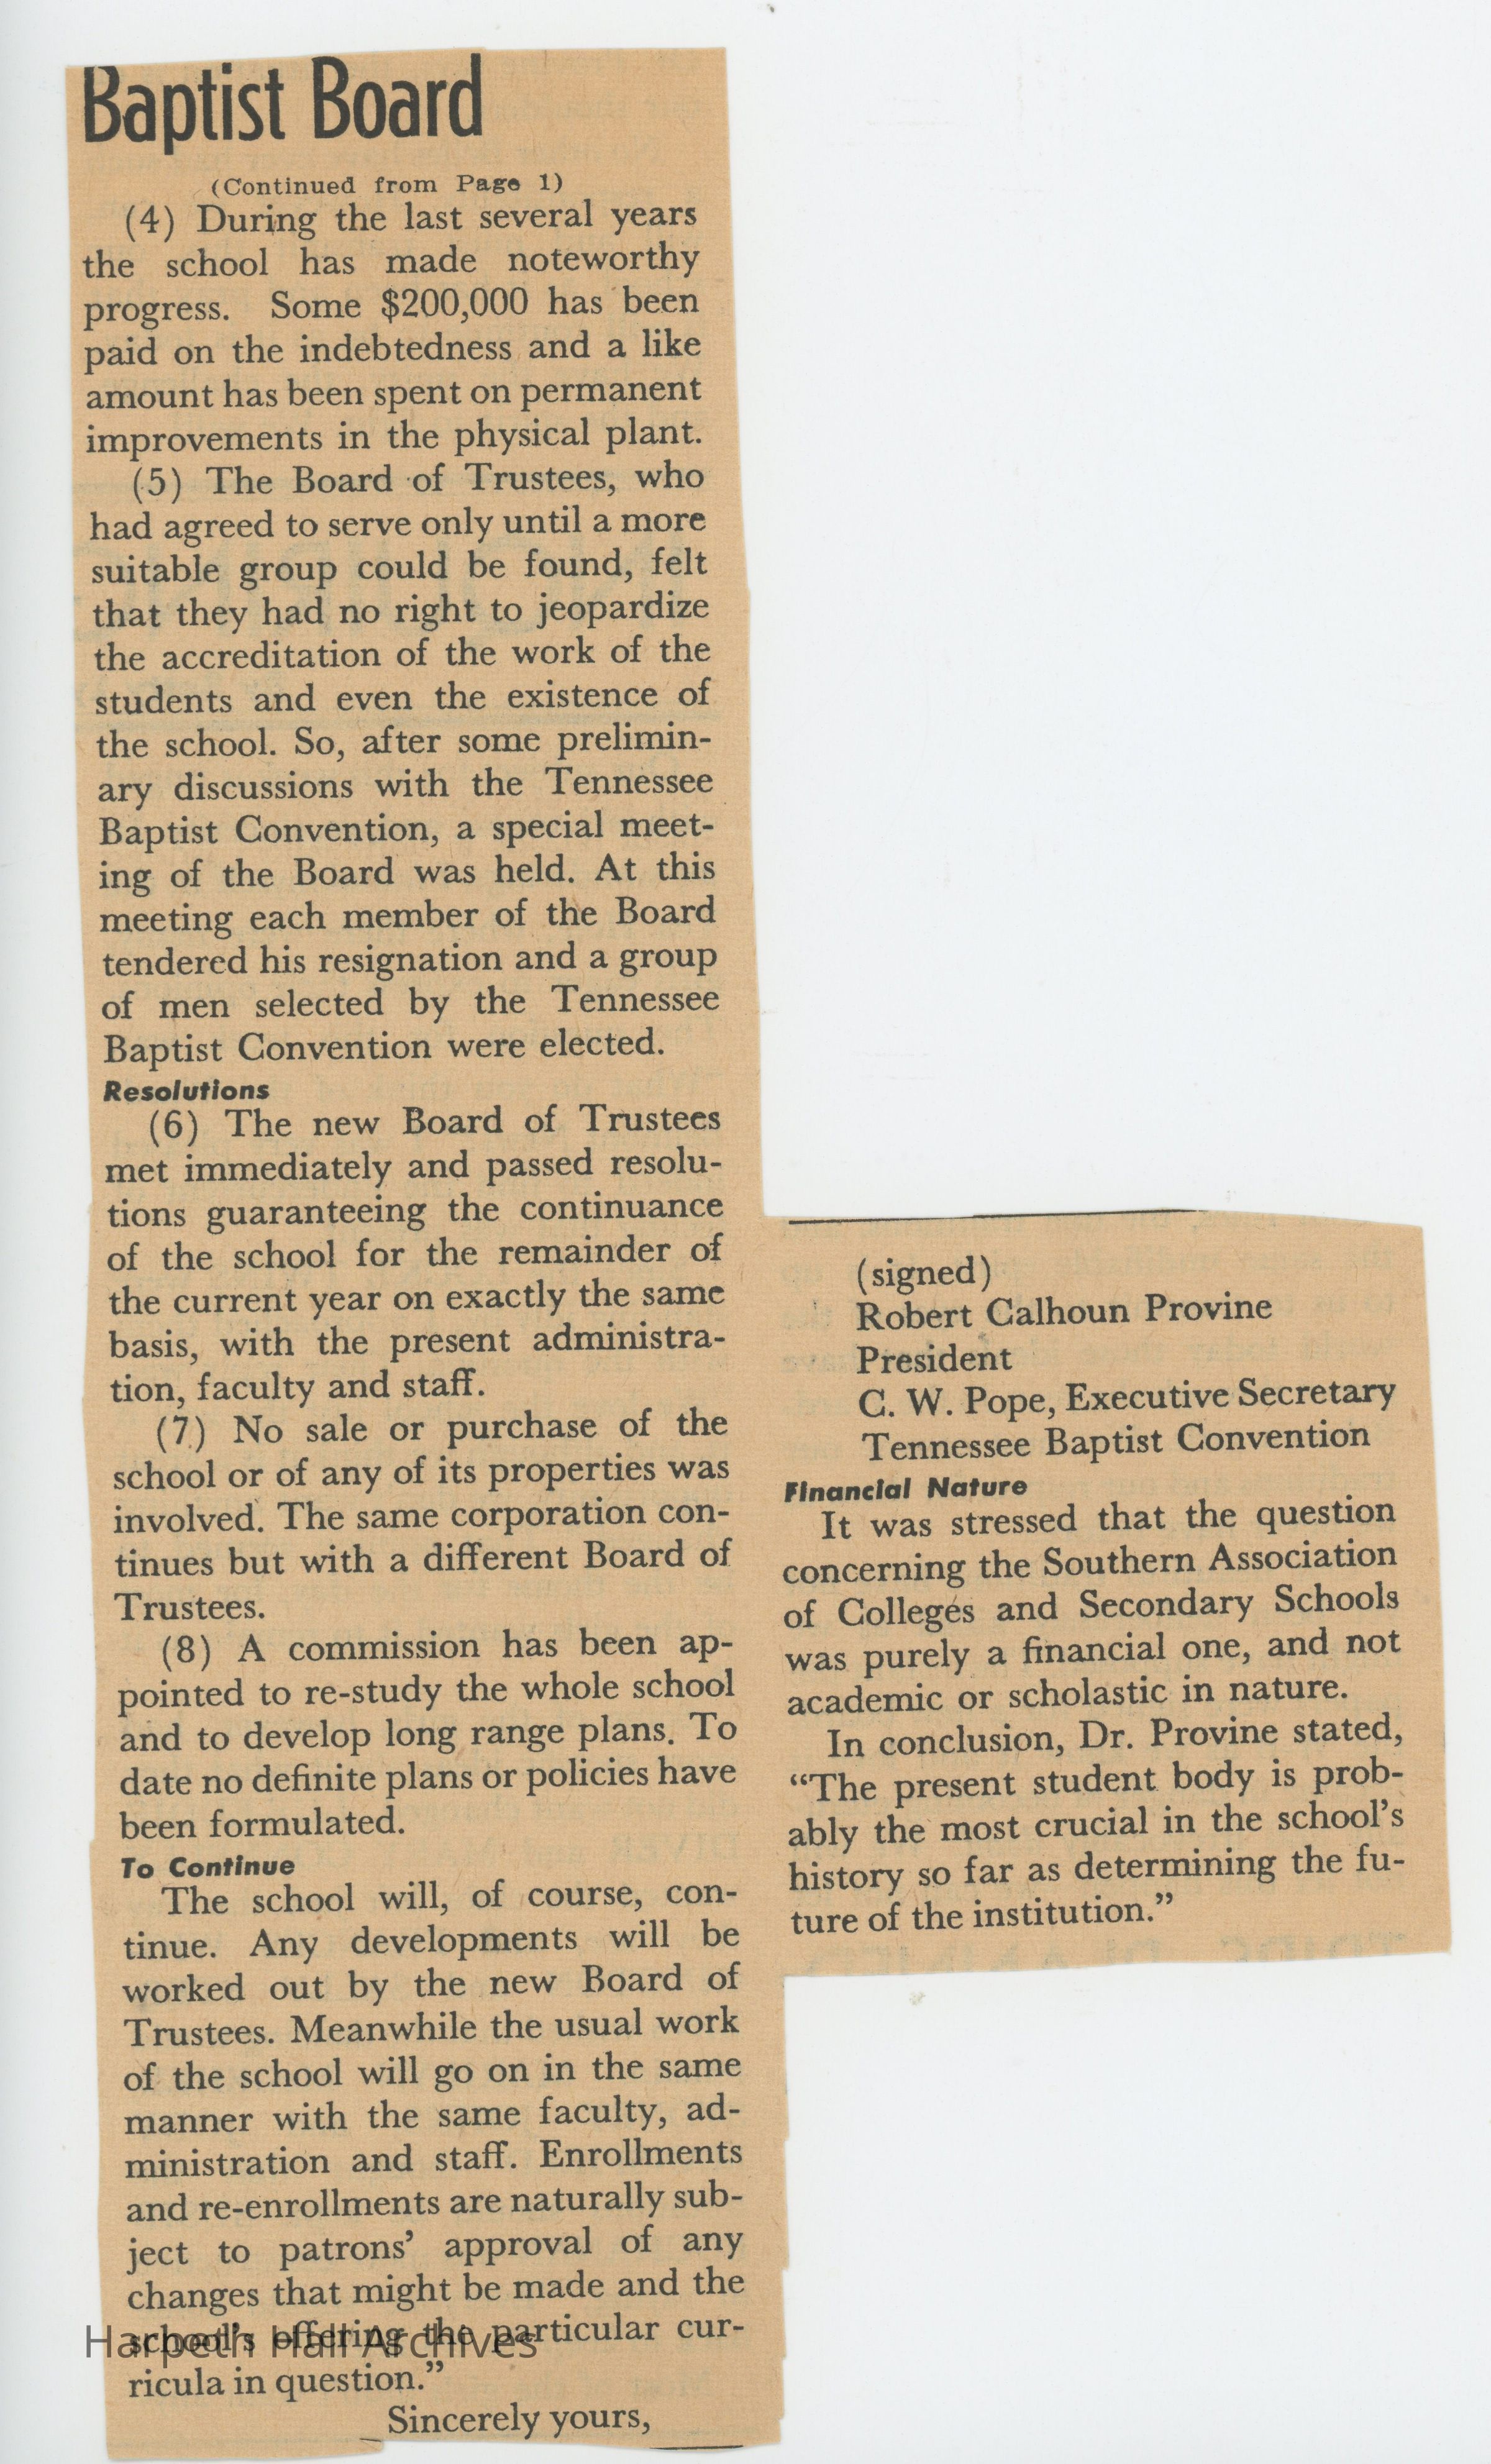 Baptist Board
(Continued from Page 1)
(4) During the last several years
the school has made noteworthy
progress. Some $200,000 has been
paid on the indebtedness and a like
amount has been spent on permanent
improvements in the physical plant.
(5) The Board of Trustees, who
had agreed to serve only until a more
suitable group could be found, felt
that they had no right to jeopardize
the accreditation of the work of the
students and even the existence of
the school. So, after some prelimin-
ary discussions with the Tennessee
Baptist Convention, a special meet-
ing of the Board was held. At this
meeting each member of the Board
tendered his resignation and a group
of men selected by the Tennessee
Baptist Convention were elected.
Resolutions
(6) The new Board of Trustees
met immediately and passed resolu-
tions guaranteeing the continuance
of the school for the remainder of
the current year on exactly the same
basis, with the present administra-
tion, faculty and staff.
(7) No sale or purchase of the
school or of any of its properties was
involved. The same corporation con-
tinues but with a different Board of
Trustees.
(8) A commission has been ap-
pointed to re-study the whole school
and to develop long range plans. To
date no definite plans or policies have
been formulated.
To Continue
The school will, of course, con-
tinue. Any developments will be
worked out by the new Board of
Trustees. Meanwhile the usual work
of the school will go on in the same
manner with the same faculty, ad-
ministration and staff. Enrollments
and re-enrollments are naturally sub-
ject to patrons' approval of any
changes that might be made and the
school's offering the particular cur-
ricula in question."
Sincerely yours,
(signed)
Robert Calhoun Provine
President
C. W. Pope, Executive Secretary
Tennessee Baptist Convention
Financial Nature
It was stressed that the question
concerning the Southern Association
of Colleges and Secondary Schools
was purely a financial one, and not
academic or scholastic in nature.
In conclusion, Dr. Provine stated,
"The present student body is prob-
ably the most crucial in the school's
history so far as determining the fu-
ture of the institution."
Harpeth Hall Archives